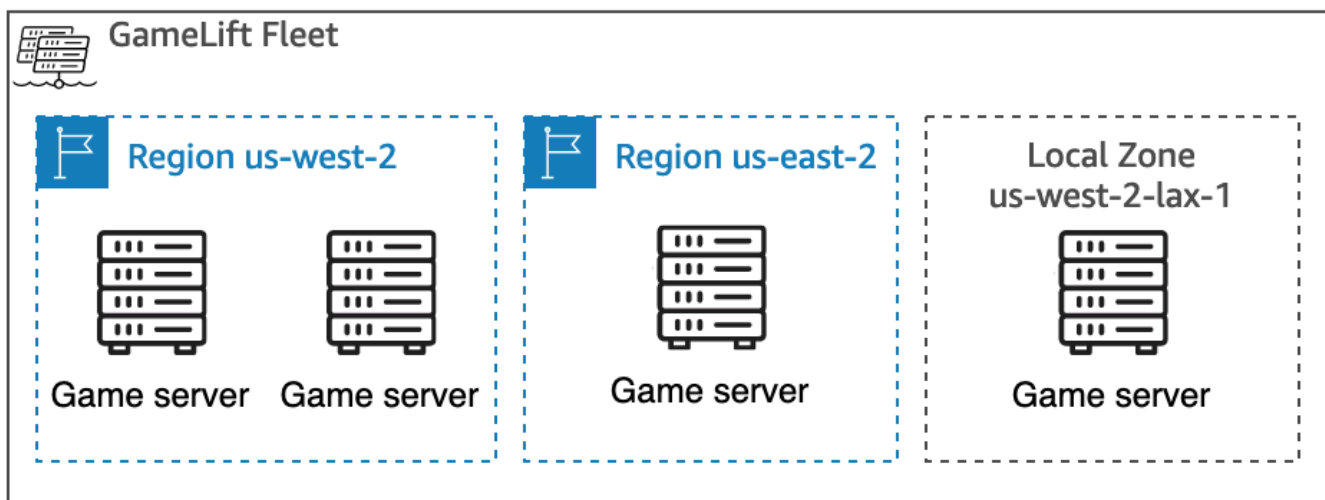 GameLift Fleet
Region us-west-2
Game server
Game server
Region us-east-2
Game server
Local Zone
us-west-2-lax-1
Game server